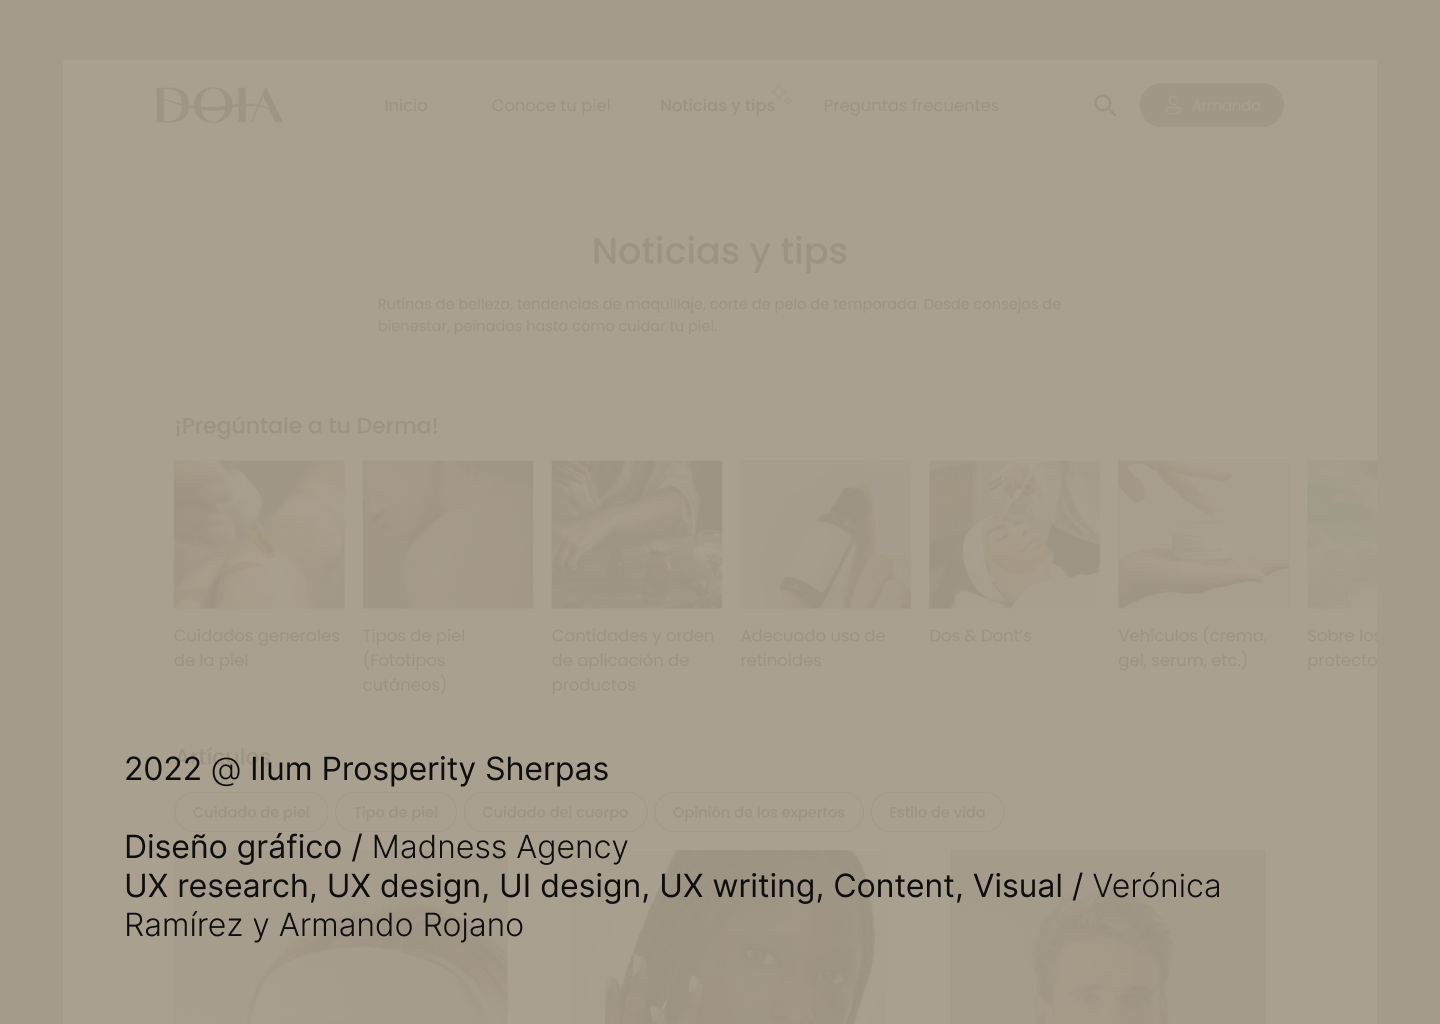 DOIA
Inicio
Conoce tu piel
Noticias y tips
Preguntas frecuentes
Armando
Noticias y tips
Rutinas de belleza, tendencias de maquillaje, corte de pelo de temporada. Desde consejos de
bienestar, peinados hasta cómo cuidar tu piel.
¡Pregúntale a tu Derma!
Cuidados generales
de la piel
Tipos de piel
(Fototipos
cutáneos)
Cantidades y orden
de aplicación de
productos
Adecuado uso de
retinoides
Dos & Dont's
Vehículos (crema,
gel, serum, etc.)
Sobre los
protecto
Artículos
2022 @ Ilum Prosperity Sherpas
Cuidado de piel
Tipo de piel
Cuidado del cuerpo
Opinión de los expertos
Estilo de vida
Diseño gráfico / Madness Agency
UX research, UX design, UI design, UX writing, Content, Visual / Verónica
Ramírez y Armando Rojano